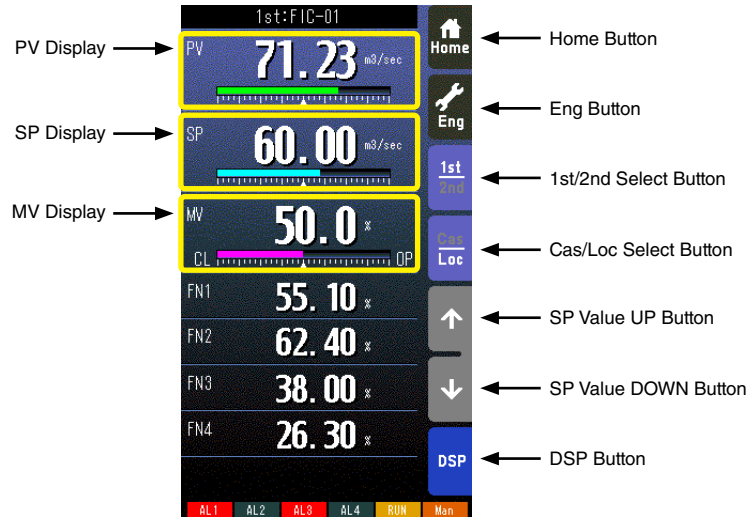 1st:FIC-01
PV Display
PV 71.23 m3/sec
SP Display
SP 60.00 m3/sec
MV Display
MV 50.0 %
CL OP
FN1 55.10 %
FN2 62.40 %
FN3 38.00 %
FN4 26.30 %
AL1 AL2 AL3 AL4 RUN Man
Home
Home Button
Eng
Eng Button
1st
2nd
1st/2nd Select Button
Cas
Loc
Cas/Loc Select Button
SP Value UP Button
SP Value DOWN Button
DSP
DSP Button